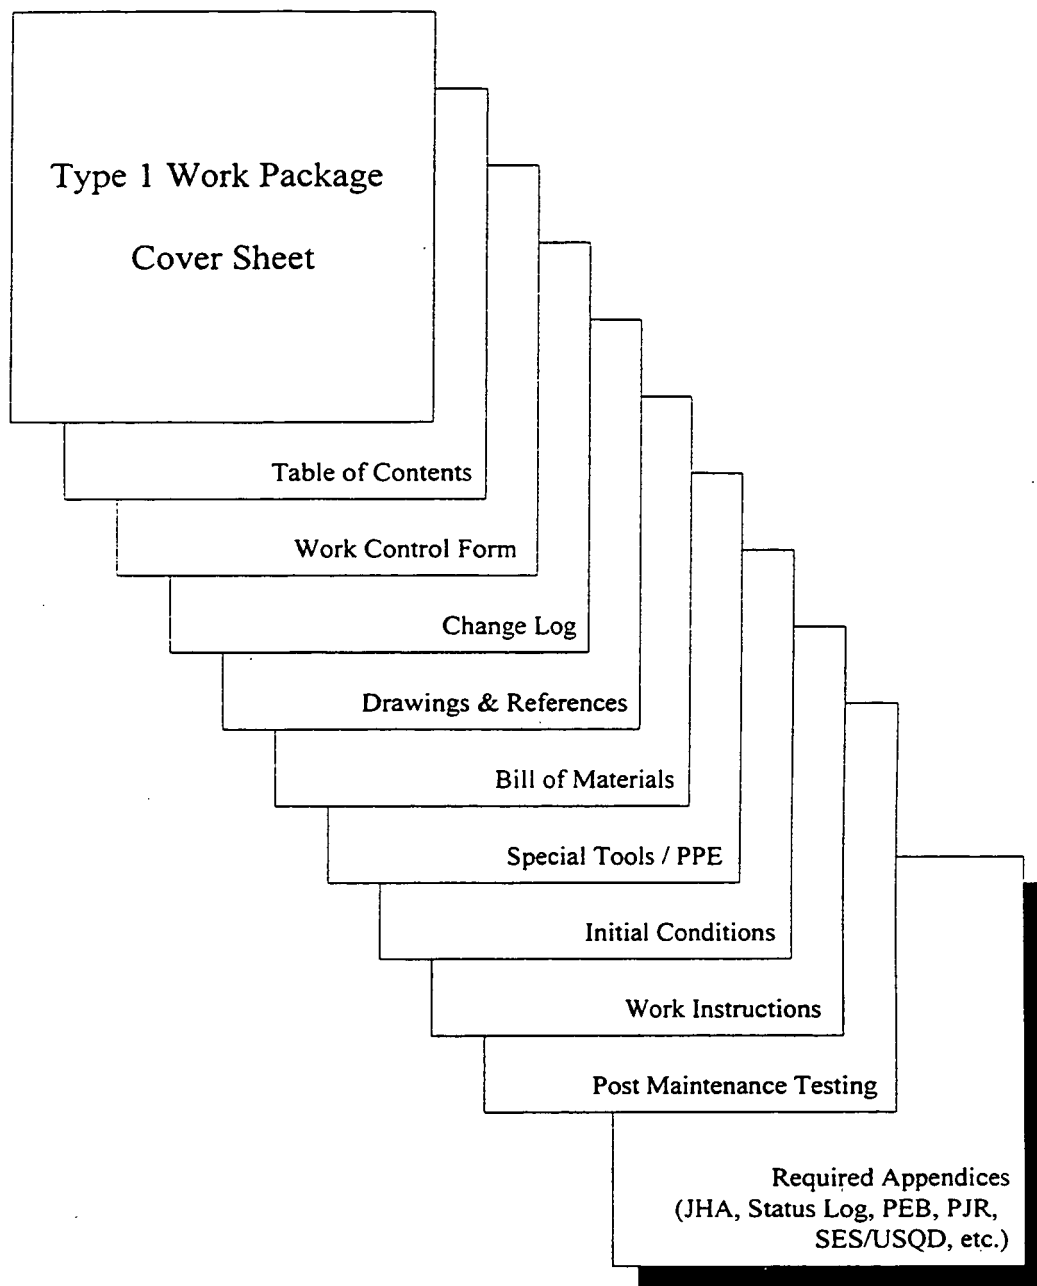 Type 1 Work Package
Cover Sheet
Table of Contents
Work Control Form
Change Log
Drawings & References
Bill of Materials
Special Tools / PPE
Initial Conditions
Work Instructions
Post Maintenance Testing
Required Appendices
(JHA, Status Log, PEB, PJR,
SES/USQD, etc.)